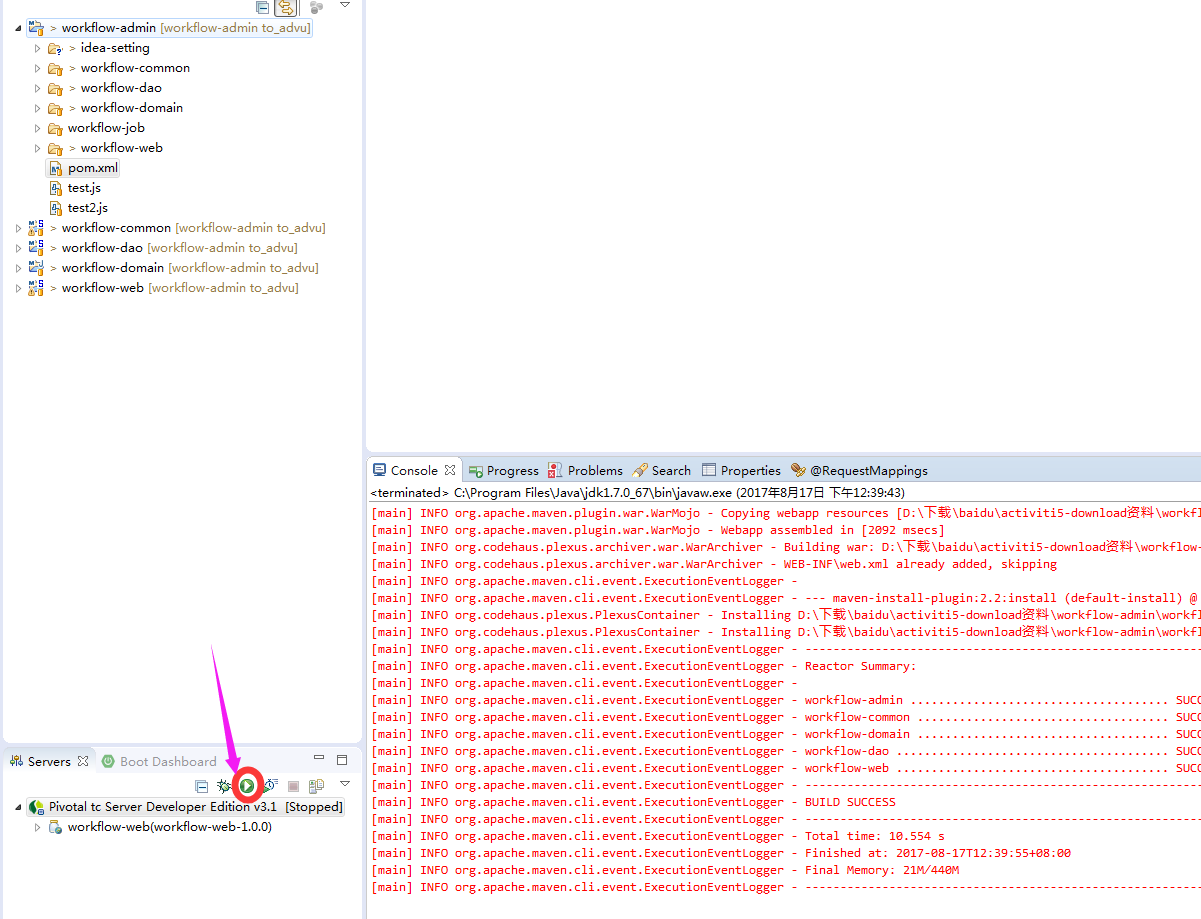 > workflow-admin [workflow-admin to_advu]
> idea-setting
> workflow-common
> workflow-dao
> workflow-domain
workflow-job
> workflow-web
pom.xml
test.js
test2.js
> workflow-common [workflow-admin to_advu]
> workflow-dao [workflow-admin to_advu]
> workflow-domain [workflow-admin to_advu]
> workflow-web [workflow-admin to_advu]
Servers Boot Dashboard
Pivotal tc Server Developer Edition v3.1 [Stopped]
workflow-web(workflow-web-1.0.0)
Console Progress Problems Search Properties @RequestMappings
<terminated> C:\Program Files\Java\jdk1.7.0_67\bin\javaw.exe (2017年8月17日 下午12:39:43)
[main] INFO org.apache.maven.plugin.war.WarMojo - Copying webapp resources [D:\下载\baidu\activiti5-download资料\workfl
[main] INFO org.apache.maven.plugin.war.WarMojo - Webapp assembled in [2092 msecs]
[main] INFO org.codehaus.plexus.archiver.war.WarArchiver - Building war: D:\下载\baidu\activiti5-download资料\workflow-
[main] INFO org.codehaus.plexus.archiver.war.WarArchiver - WEB-INF\web.xml already added, skipping
[main] INFO org.apache.maven.cli.event.ExecutionEventLogger -
[main] INFO org.apache.maven.cli.event.ExecutionEventLogger - --- maven-install-plugin:2.2:install (default-install) @
[main] INFO org.codehaus.plexus.PlexusContainer - Installing D:\下载\baidu\activiti5-download资料\workflow-admin\workfl
[main] INFO org.codehaus.plexus.PlexusContainer - Installing D:\下载\baidu\activiti5-download资料\workflow-admin\workfl
[main] INFO org.apache.maven.cli.event.ExecutionEventLogger - ---------------------------------------------------------
[main] INFO org.apache.maven.cli.event.ExecutionEventLogger - Reactor Summary:
[main] INFO org.apache.maven.cli.event.ExecutionEventLogger -
[main] INFO org.apache.maven.cli.event.ExecutionEventLogger - workflow-admin ..................................... SUCC
[main] INFO org.apache.maven.cli.event.ExecutionEventLogger - workflow-common .................................... SUCC
[main] INFO org.apache.maven.cli.event.ExecutionEventLogger - workflow-domain .................................... SUCC
[main] INFO org.apache.maven.cli.event.ExecutionEventLogger - workflow-dao ....................................... SUCC
[main] INFO org.apache.maven.cli.event.ExecutionEventLogger - workflow-web ....................................... SUCC
[main] INFO org.apache.maven.cli.event.ExecutionEventLogger - ---------------------------------------------------------
[main] INFO org.apache.maven.cli.event.ExecutionEventLogger - BUILD SUCCESS
[main] INFO org.apache.maven.cli.event.ExecutionEventLogger - ---------------------------------------------------------
[main] INFO org.apache.maven.cli.event.ExecutionEventLogger - Total time: 10.554 s
[main] INFO org.apache.maven.cli.event.ExecutionEventLogger - Finished at: 2017-08-17T12:39:55+08:00
[main] INFO org.apache.maven.cli.event.ExecutionEventLogger - Final Memory: 21M/440M
[main] INFO org.apache.maven.cli.event.ExecutionEventLogger - ---------------------------------------------------------